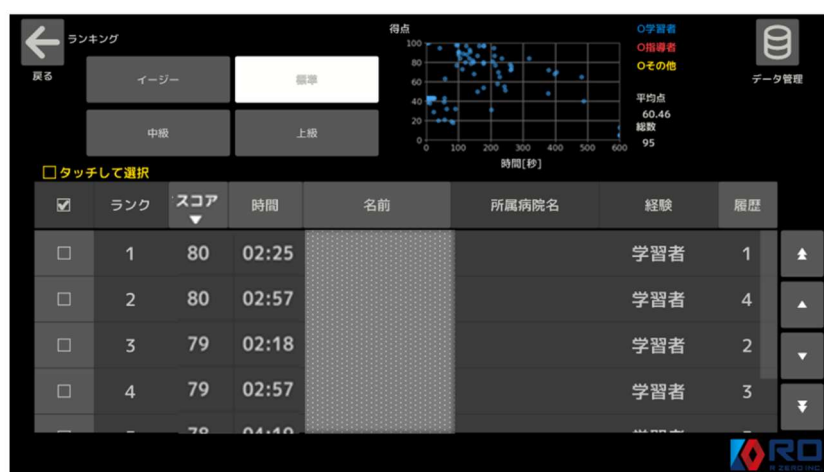 ランキング
戻る
イージー
標準
中級
上級
得点
100
80
60
40
20
0
0 100 200 300 400 500 600
時間[秒]
O学習者
O指導者
Oその他
平均点
60.46
総数
95
データ管理
タッチして選択
ランク スコア 時間 名前 所属病院名 経験 履歴
1 80 02:25 学習者 1
2 80 02:57 学習者 4
3 79 02:18 学習者 2
4 79 02:57 学習者 3
RO
R ZERO INC.